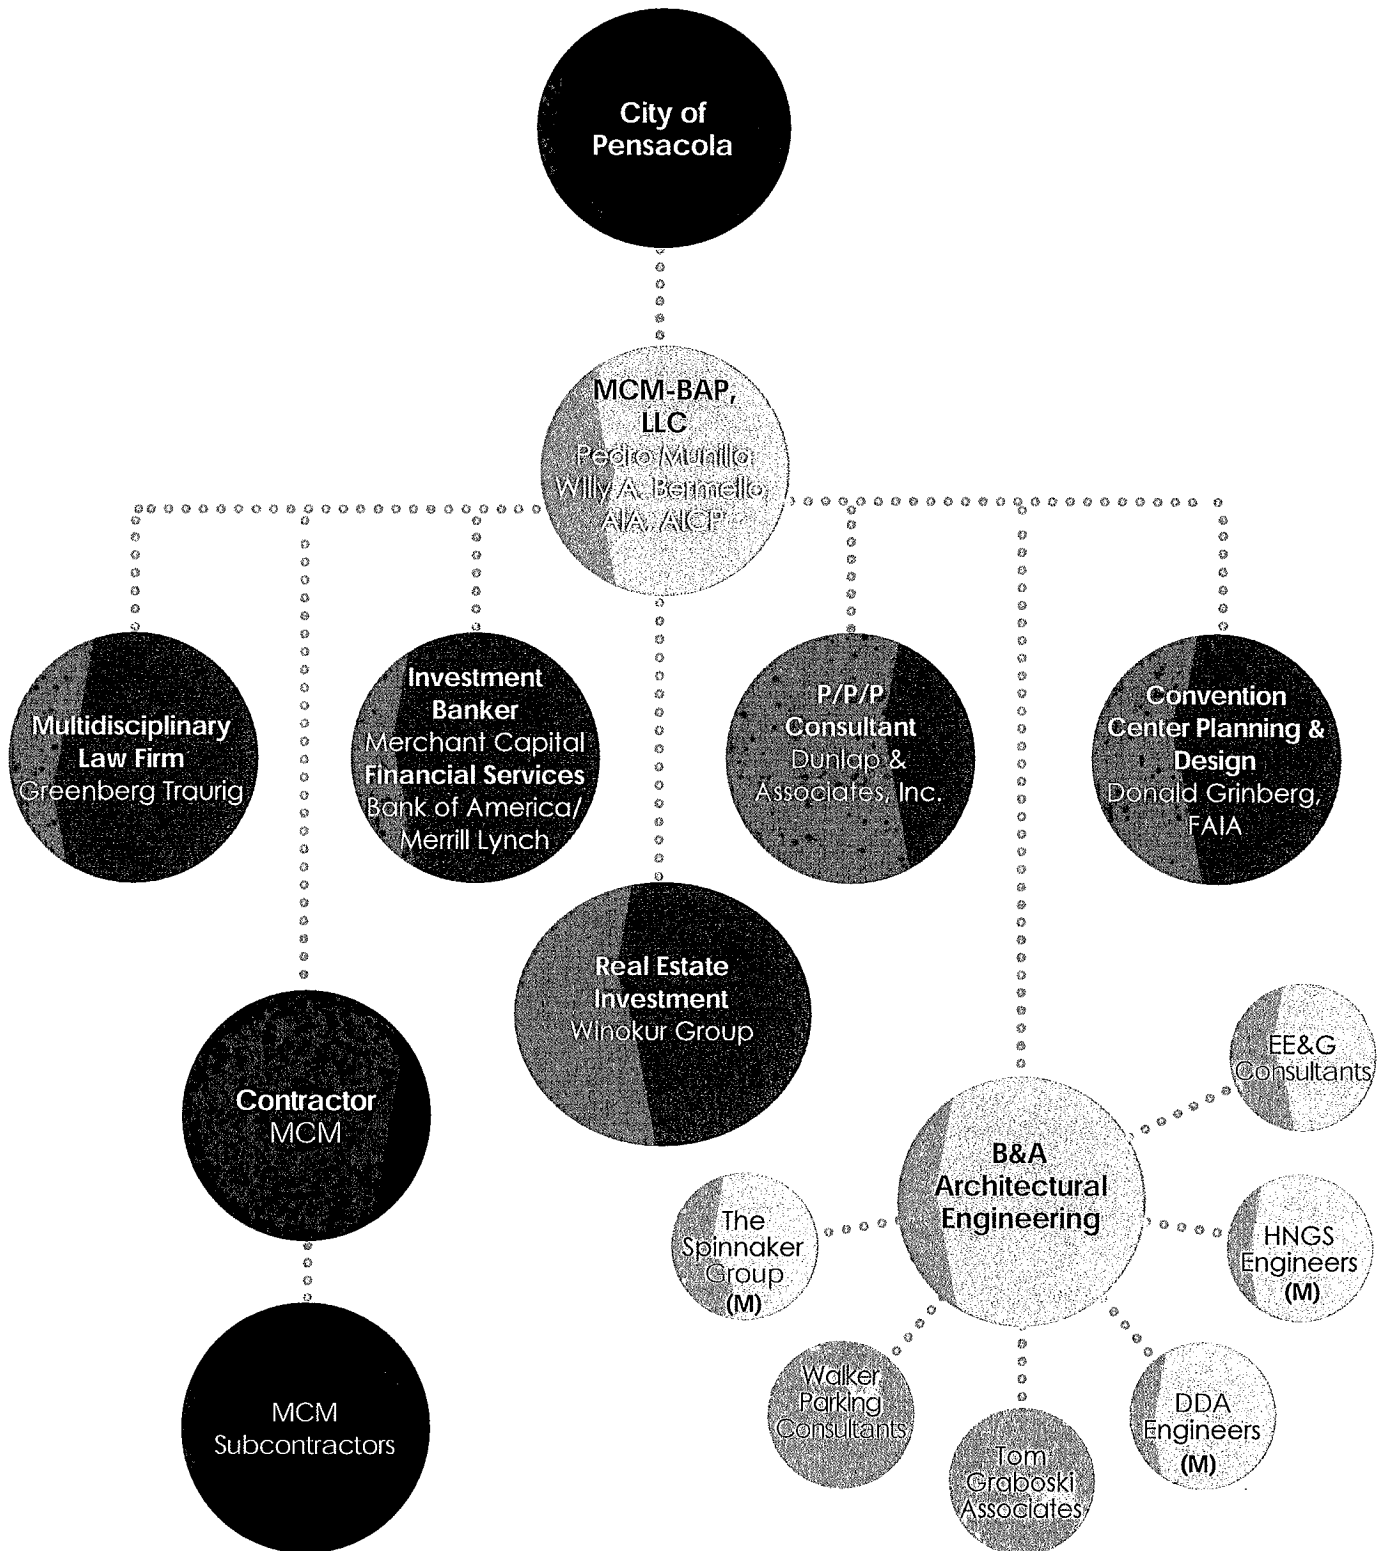 City of
Pensacola
MCM-BAP,
LLC
Pedro Munilla
Willy A. Bermello,
AIA, AICP
Multidisciplinary
Law Firm
Greenberg Traurig
Investment
Banker
Merchant Capital
Financial Services
Bank of America/
Merrill Lynch
P/P/P
Consultant
Dunlap &
Associates, Inc.
Convention
Center Planning &
Design
Donald Grinberg,
FAIA
Real Estate
Investment
Winokur Group
Contractor
MCM
MCM
Subcontractors
B&A
Architectural
Engineering
EE&G
Consultants
HNGS
Engineers
(M)
DDA
Engineers
(M)
Tom
Graboski
Associates
Walker
Parking
Consultants
The
Spinnaker
Group
(M)